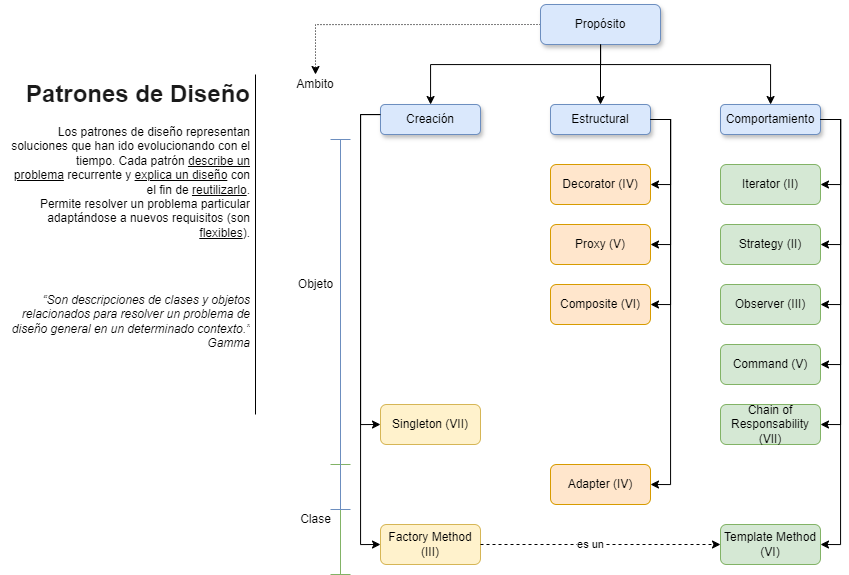 Propósito
Ambito
Patrones de Diseño
Los patrones de diseño representan
soluciones que han ido evolucionando con el
tiempo. Cada patrón describe un
problema recurrente y explica un diseño con
el fin de reutilizarlo.
Permite resolver un problema particular
adaptándose a nuevos requisitos (son
flexibles).
“Son descripciones de clases y objetos
relacionados para resolver un problema de
diseño general en un determinado contexto.”
Gamma
Creación
Estructural
Comportamiento
Objeto
Decorator (IV)
Iterator (II)
Proxy (V)
Strategy (II)
Composite (VI)
Observer (III)
Command (V)
Singleton (VII)
Chain of
Responsability
(VII)
Adapter (IV)
Clase
Factory Method
(III)
es un
Template Method
(VI)